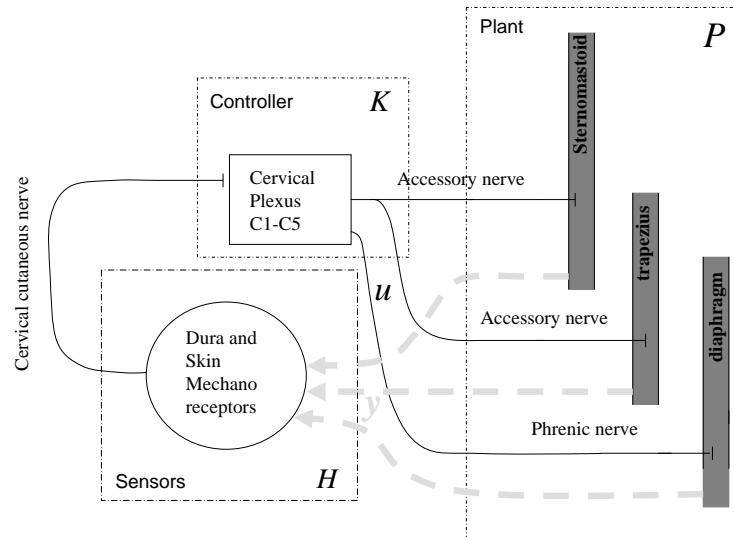 Plant
P
Controller
K
Sternomastoid
Cervical
Plexus
C1-C5
Accessory nerve
trapezius
Cervical cutaneous nerve
u
diaphragm
Accessory nerve
Dura and
Skin
Mechano
receptors
y
Phrenic nerve
Sensors
H